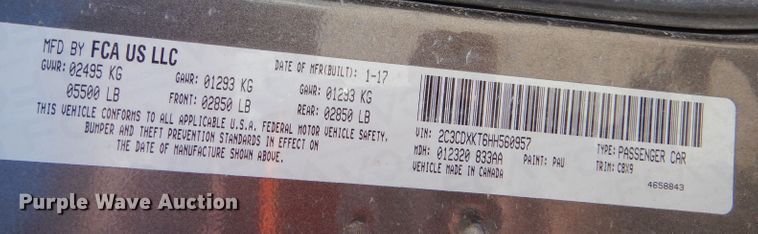 MFD BY FCA US LLC
DATE OF MFR(BUILT): 1-17
GVWR: 02495 KG
05500 LB
GAWR: 01293 KG
FRONT: 02850 LB
GAWR: 01293 KG
REAR: 02850 LB
THIS VEHICLE CONFORMS TO ALL APPLICABLE U.S.A. FEDERAL MOTOR VEHICLE SAFETY,
BUMPER AND THEFT PREVENTION STANDARDS IN EFFECT ON
THE DATE OF MANUFACTURE SHOWN ABOVE.
VIN: 2C3CDXKT6HH560957
TYPE: PASSENGER CAR
MDH: 012320 833AA
PAINT: PAU
TRIM: CBX9
VEHICLE MADE IN CANADA
4658843
Purple Wave Auction